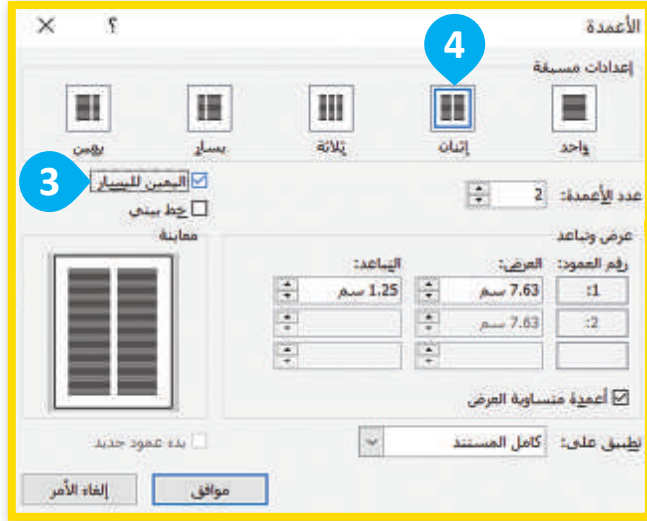 الأعمدة ؟
4
إعدادات مسبقة
واحد إثنان ثلاثة يسار يمين
3
اليمين لليسار
عدد الأعمدة: 2
خط بيني
عرض وتباعد
معاينة
رقم العمود: العرض: التباعد:
1: 7.63 سم 1.25 سم
2: 7.63 سم
أعمدة متساوية العرض
تطبيق على: كامل المستند
بدء عمود جديد
موافق إلغاء الأمر